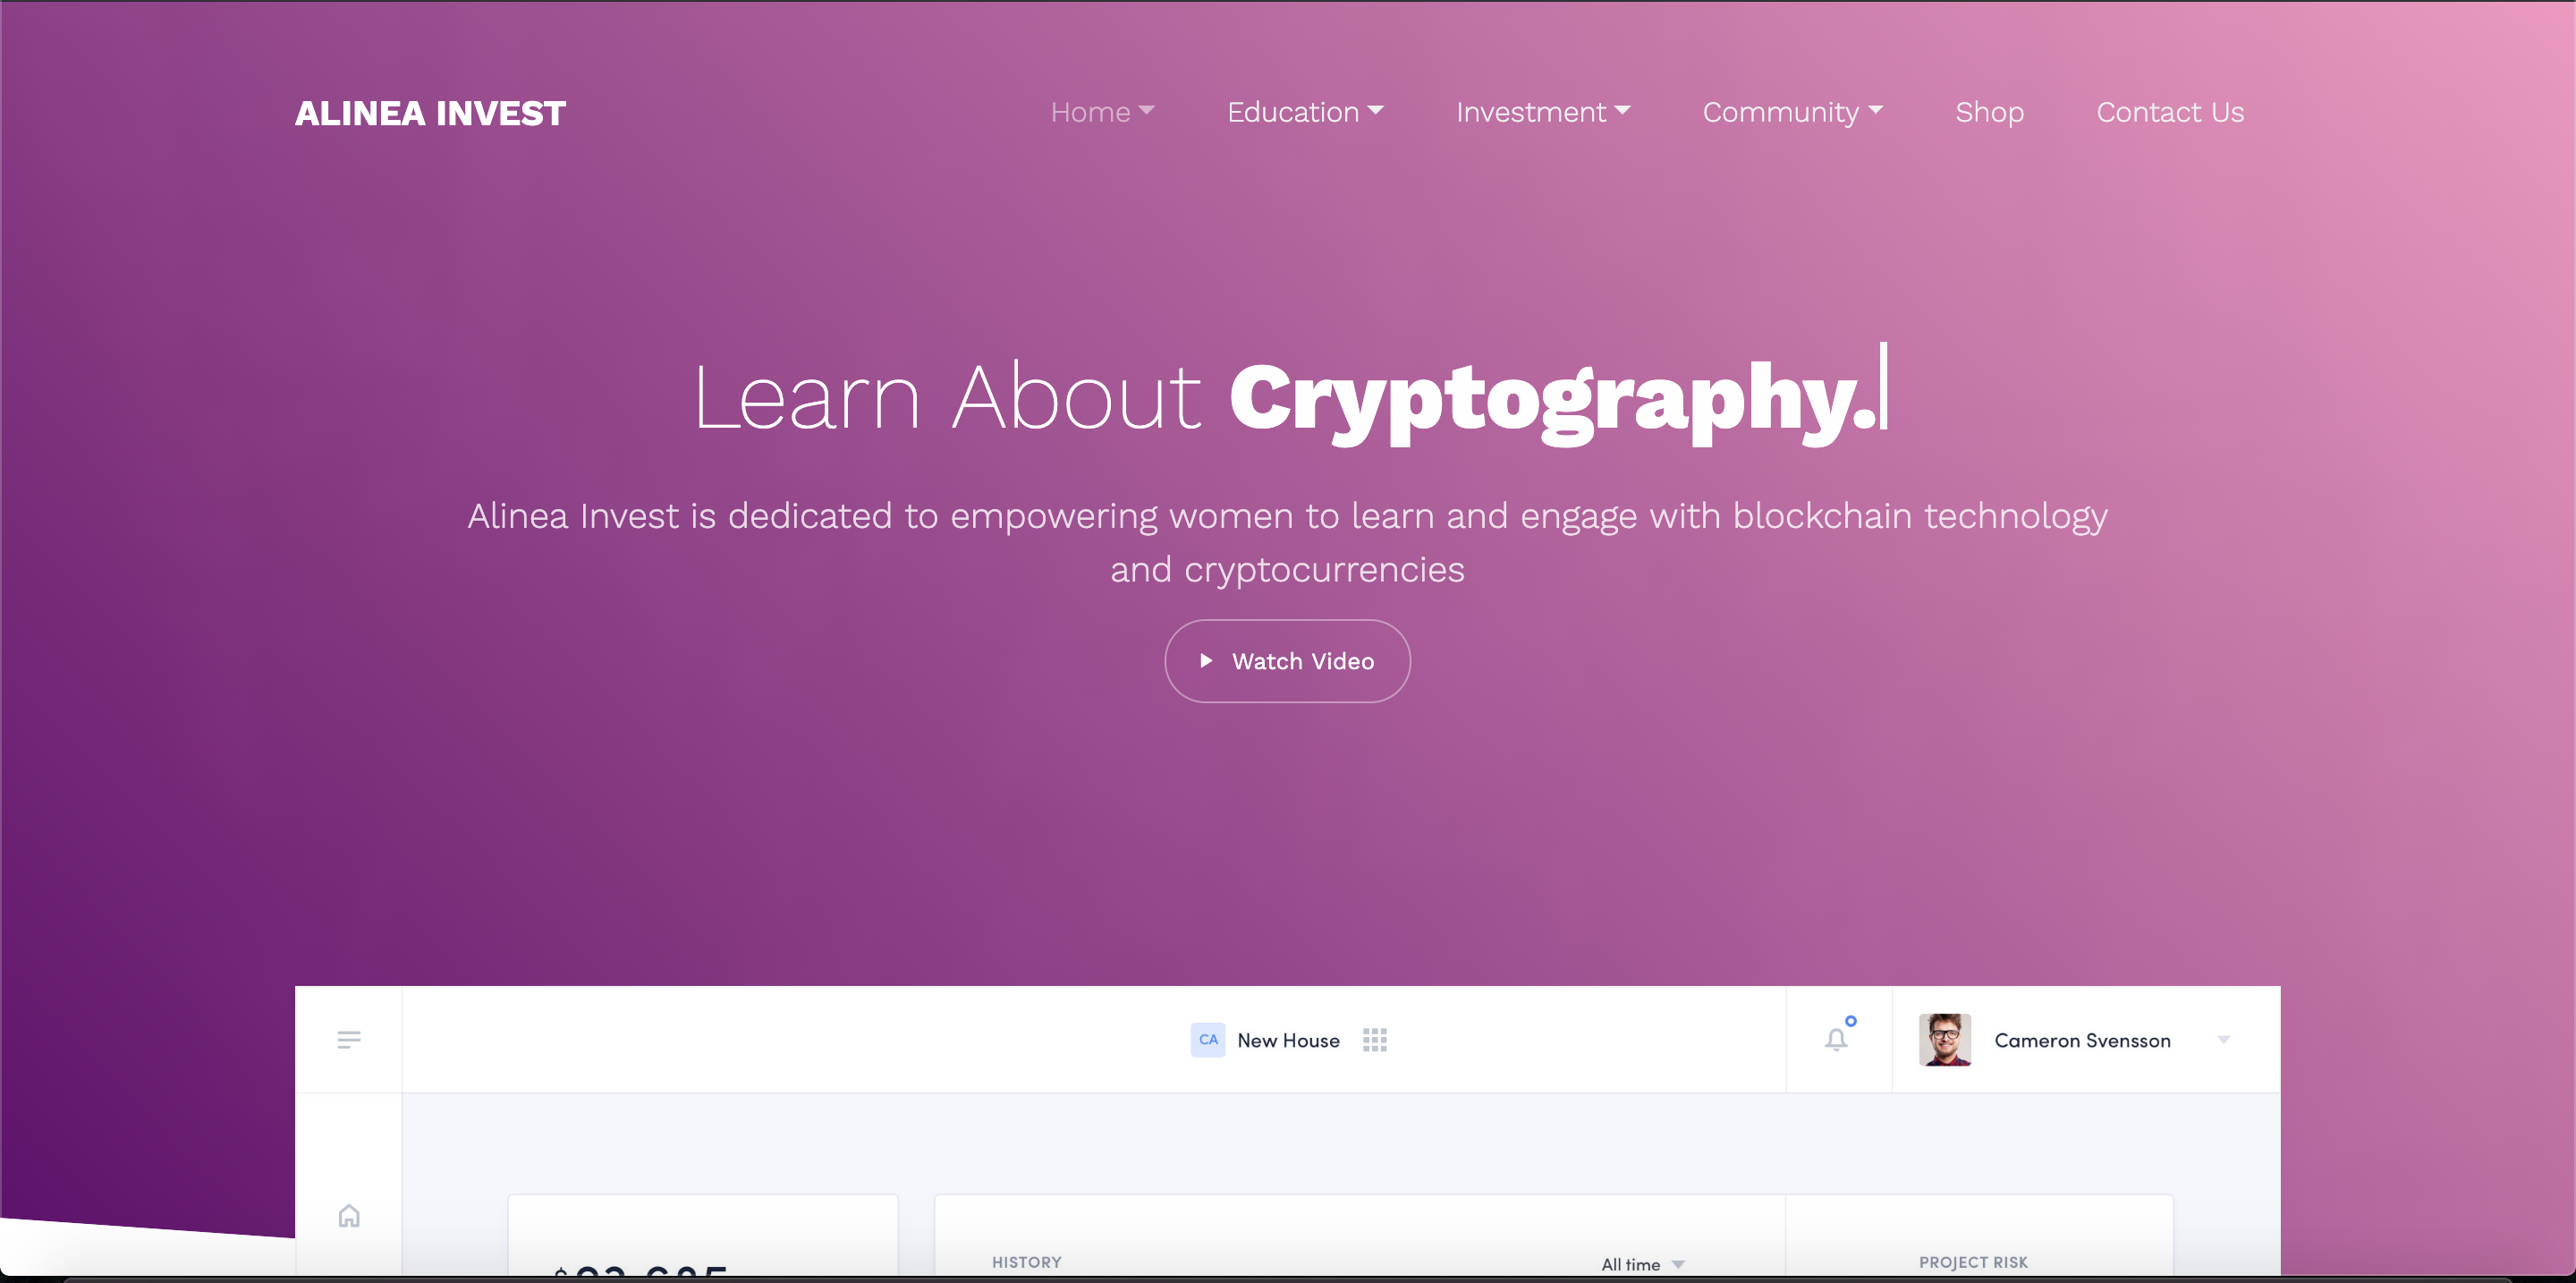 ALINEA INVEST
Home Education Investment Community Shop Contact Us
Learn About Cryptography.
Alinea Invest is dedicated to empowering women to learn and engage with blockchain technology
and cryptocurrencies
Watch Video
CA New House Cameron Svensson
HISTORY All time PROJECT RISK